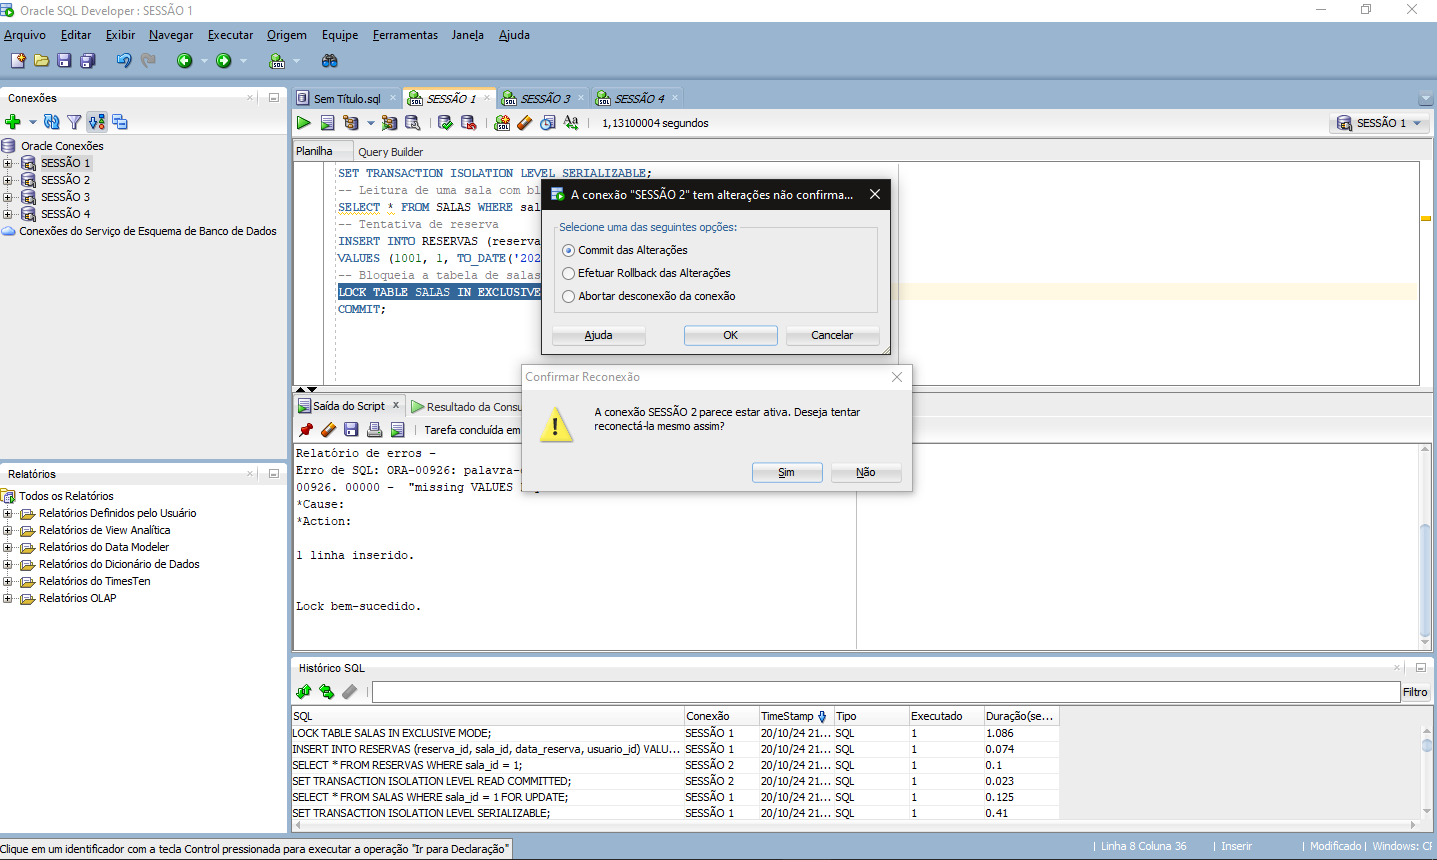 Oracle SQL Developer : SESSÃO 1
Arquivo Editar Exibir Navegar Executar Origem Equipe Ferramentas Janela Ajuda
Conexões
Oracle Conexões
SESSÃO 1
SESSÃO 2
SESSÃO 3
SESSÃO 4
Conexões do Serviço de Esquema de Banco de Dados
Relatórios
Todos os Relatórios
Relatórios Definidos pelo Usuário
Relatórios de View Analítica
Relatórios do Data Modeler
Relatórios do Dicionário de Dados
Relatórios do TimesTen
Relatórios OLAP
Sem Título.sql SESSÃO 1 SESSÃO 3 SESSÃO 4
1,13100004 segundos
SESSÃO 1
Planilha Query Builder
SET TRANSACTION ISOLATION LEVEL SERIALIZABLE;
-- Leitura de uma sala com bl
SELECT * FROM SALAS WHERE sal
-- Tentativa de reserva
INSERT INTO RESERVAS (reserva
VALUES (1001, 1, TO_DATE('202
-- Bloqueia a tabela de salas
LOCK TABLE SALAS IN EXCLUSIVE
COMMIT;
A conexão "SESSÃO 2" tem alterações não confirma...
Selecione uma das seguintes opções:
Commit das Alterações
Efetuar Rollback das Alterações
Abortar desconexão da conexão
Ajuda OK Cancelar
Confirmar Reconexão
A conexão SESSÃO 2 parece estar ativa. Deseja tentar
reconectá-la mesmo assim?
Sim Não
Saída do Script Resultado da Consu
Tarefa concluída em
Relatório de erros -
Erro de SQL: ORA-00926: palavra-
00926. 00000 - "missing VALUES
*Cause:
*Action:
1 linha inserido.
Lock bem-sucedido.
Histórico SQL
Filtro
SQL Conexão TimeStamp Tipo Executado Duração(se...
LOCK TABLE SALAS IN EXCLUSIVE MODE; SESSÃO 1 20/10/24 21... SQL 1 1.086
INSERT INTO RESERVAS (reserva_id, sala_id, data_reserva, usuario_id) VALU... SESSÃO 1 20/10/24 21... SQL 1 0.074
SELECT * FROM RESERVAS WHERE sala_id = 1; SESSÃO 2 20/10/24 21... SQL 1 0.1
SET TRANSACTION ISOLATION LEVEL READ COMMITTED; SESSÃO 2 20/10/24 21... SQL 1 0.023
SELECT * FROM SALAS WHERE sala_id = 1 FOR UPDATE; SESSÃO 1 20/10/24 21... SQL 1 0.125
SET TRANSACTION ISOLATION LEVEL SERIALIZABLE; SESSÃO 1 20/10/24 21... SQL 1 0.41
Clique em um identificador com a tecla Control pressionada para executar a operação "Ir para Declaração"
Linha 8 Coluna 36 Inserir Modificado Windows: CF